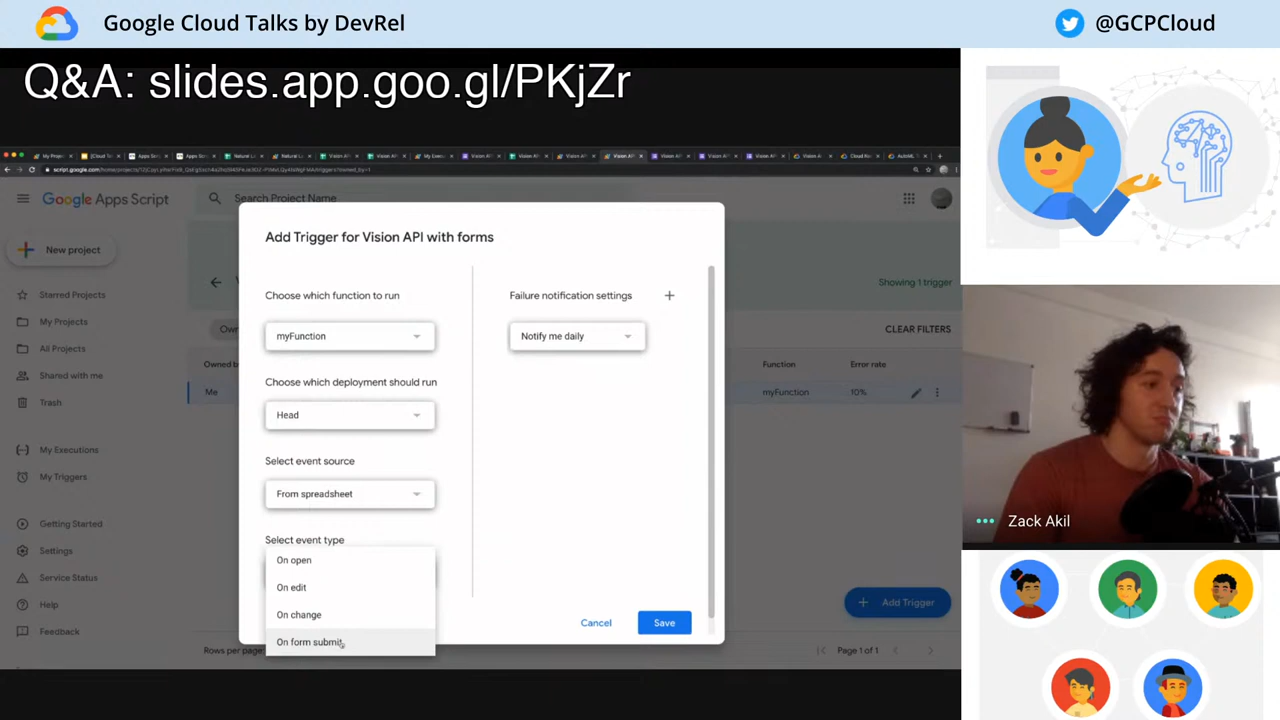 Google Cloud Talks by DevRel
@GCPCloud
Q&A: slides.app.goo.gl/PKjZr
Google Apps Script
Search Project Name
New project
Starred Projects
My Projects
All Projects
Shared with me
Trash
My Executions
My Triggers
Getting Started
Settings
Service Status
Help
Feedback
Showing 1 trigger
CLEAR FILTERS
Owned by
Function
Error rate
Me
myFunction
10%
Add Trigger for Vision API with forms
Choose which function to run
myFunction
Choose which deployment should run
Head
Select event source
From spreadsheet
Select event type
On open
On edit
On change
On form submit
Failure notification settings
Notify me daily
Cancel
Save
Add Trigger
Rows per page:
Page 1 of 1
Zack Akil